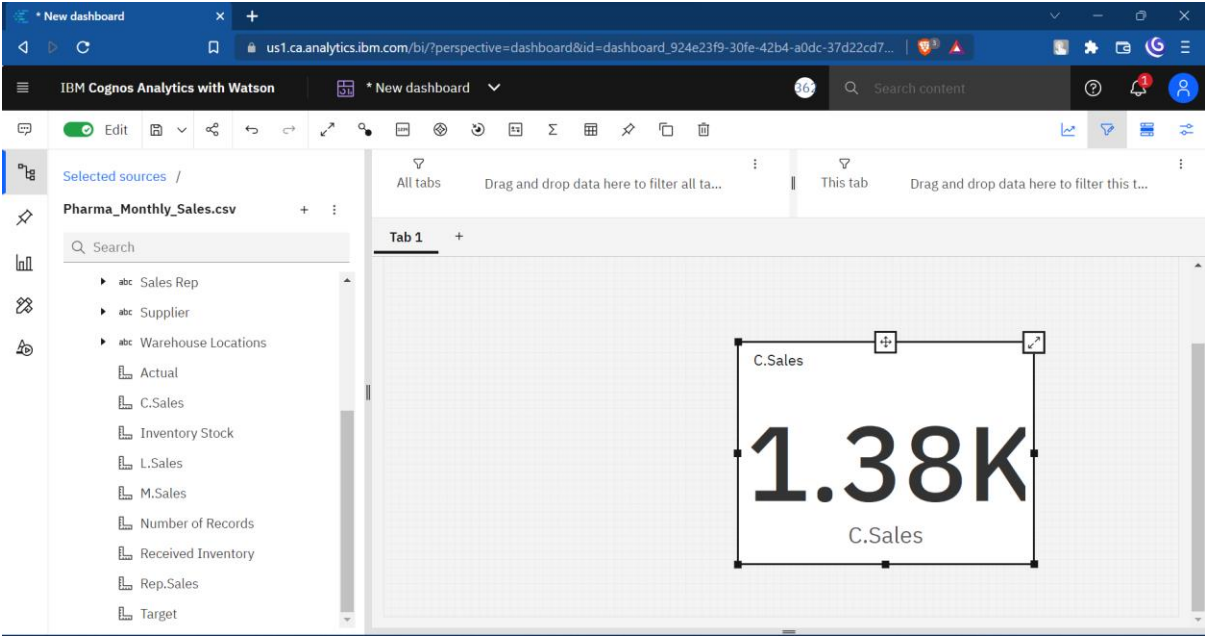 * New dashboard
us1.ca.analytics.ibm.com/bi/?perspective=dashboard&id=dashboard_924e23f9-30fe-42b4-a0dc-37d22cd7...
IBM Cognos Analytics with Watson
* New dashboard
Search content
1
Edit
Selected sources /
Pharma_Monthly_Sales.csv
Search
abc Sales Rep
abc Supplier
abc Warehouse Locations
Actual
C.Sales
Inventory Stock
L.Sales
M.Sales
Number of Records
Received Inventory
Rep.Sales
Target
All tabs
Drag and drop data here to filter all ta...
This tab
Drag and drop data here to filter this t...
Tab 1
C.Sales
1.38K
C.Sales